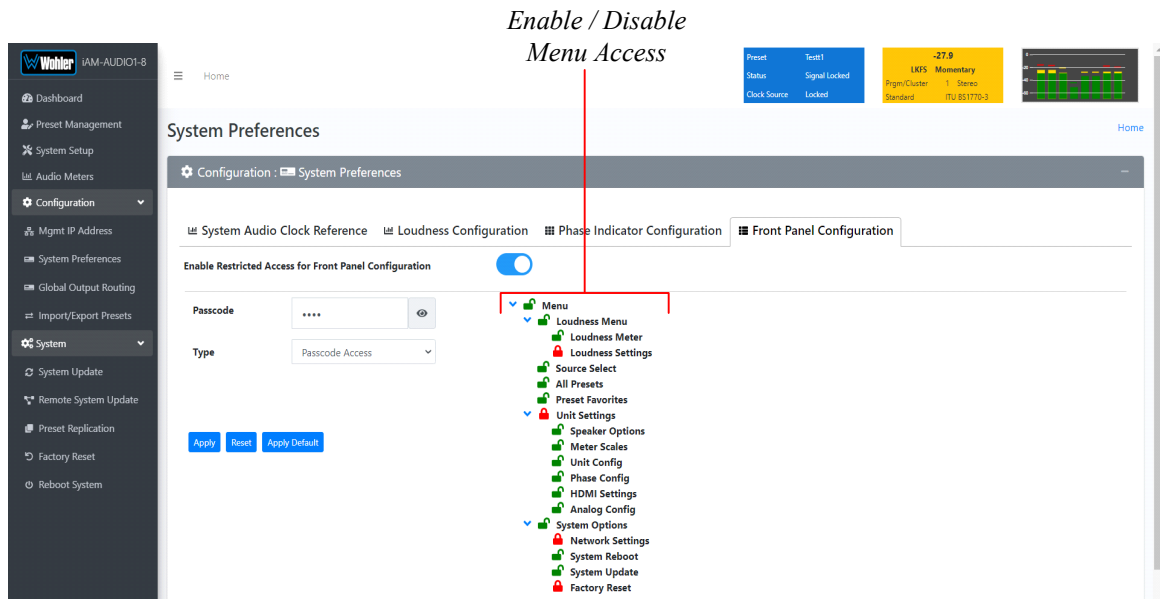 Enable / Disable
Menu Access
Wohler iAM-AUDIO1-8
Dashboard
Preset Management
System Setup
Audio Meters
Configuration
Mgmt IP Address
System Preferences
Global Output Routing
Import/Export Presets
System
System Update
Remote System Update
Preset Replication
Factory Reset
Reboot System
Home
Preset Testt1
Status Signal Locked
Clock Source Locked
-27.9
LKFS Momentary
Prgm/Cluster 1 Stereo
Standard ITU BS1770-3
System Preferences
Home
Configuration : System Preferences
System Audio Clock Reference Loudness Configuration Phase Indicator Configuration Front Panel Configuration
Enable Restricted Access for Front Panel Configuration
Passcode ....
Type Passcode Access
Apply Reset Apply Default
Menu
Loudness Menu
Loudness Meter
Loudness Settings
Source Select
All Presets
Preset Favorites
Unit Settings
Speaker Options
Meter Scales
Unit Config
Phase Config
HDMI Settings
Analog Config
System Options
Network Settings
System Reboot
System Update
Factory Reset